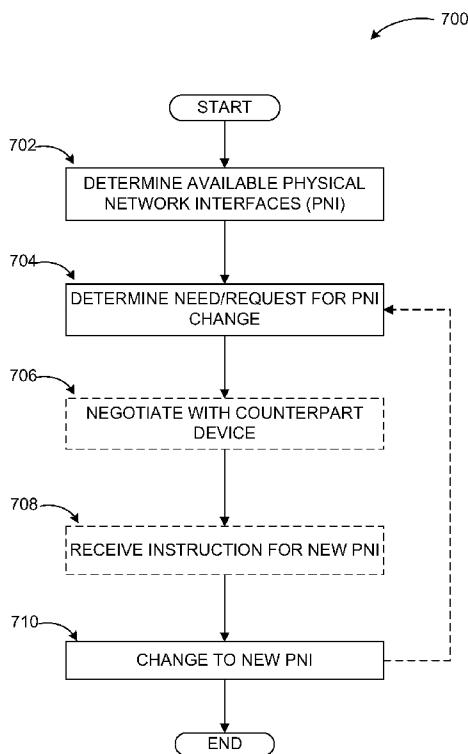 700
START
702
DETERMINE AVAILABLE PHYSICAL
NETWORK INTERFACES (PNI)
704
DETERMINE NEED/REQUEST FOR PNI
CHANGE
706
NEGOTIATE WITH COUNTERPART
DEVICE
708
RECEIVE INSTRUCTION FOR NEW PNI
710
CHANGE TO NEW PNI
END